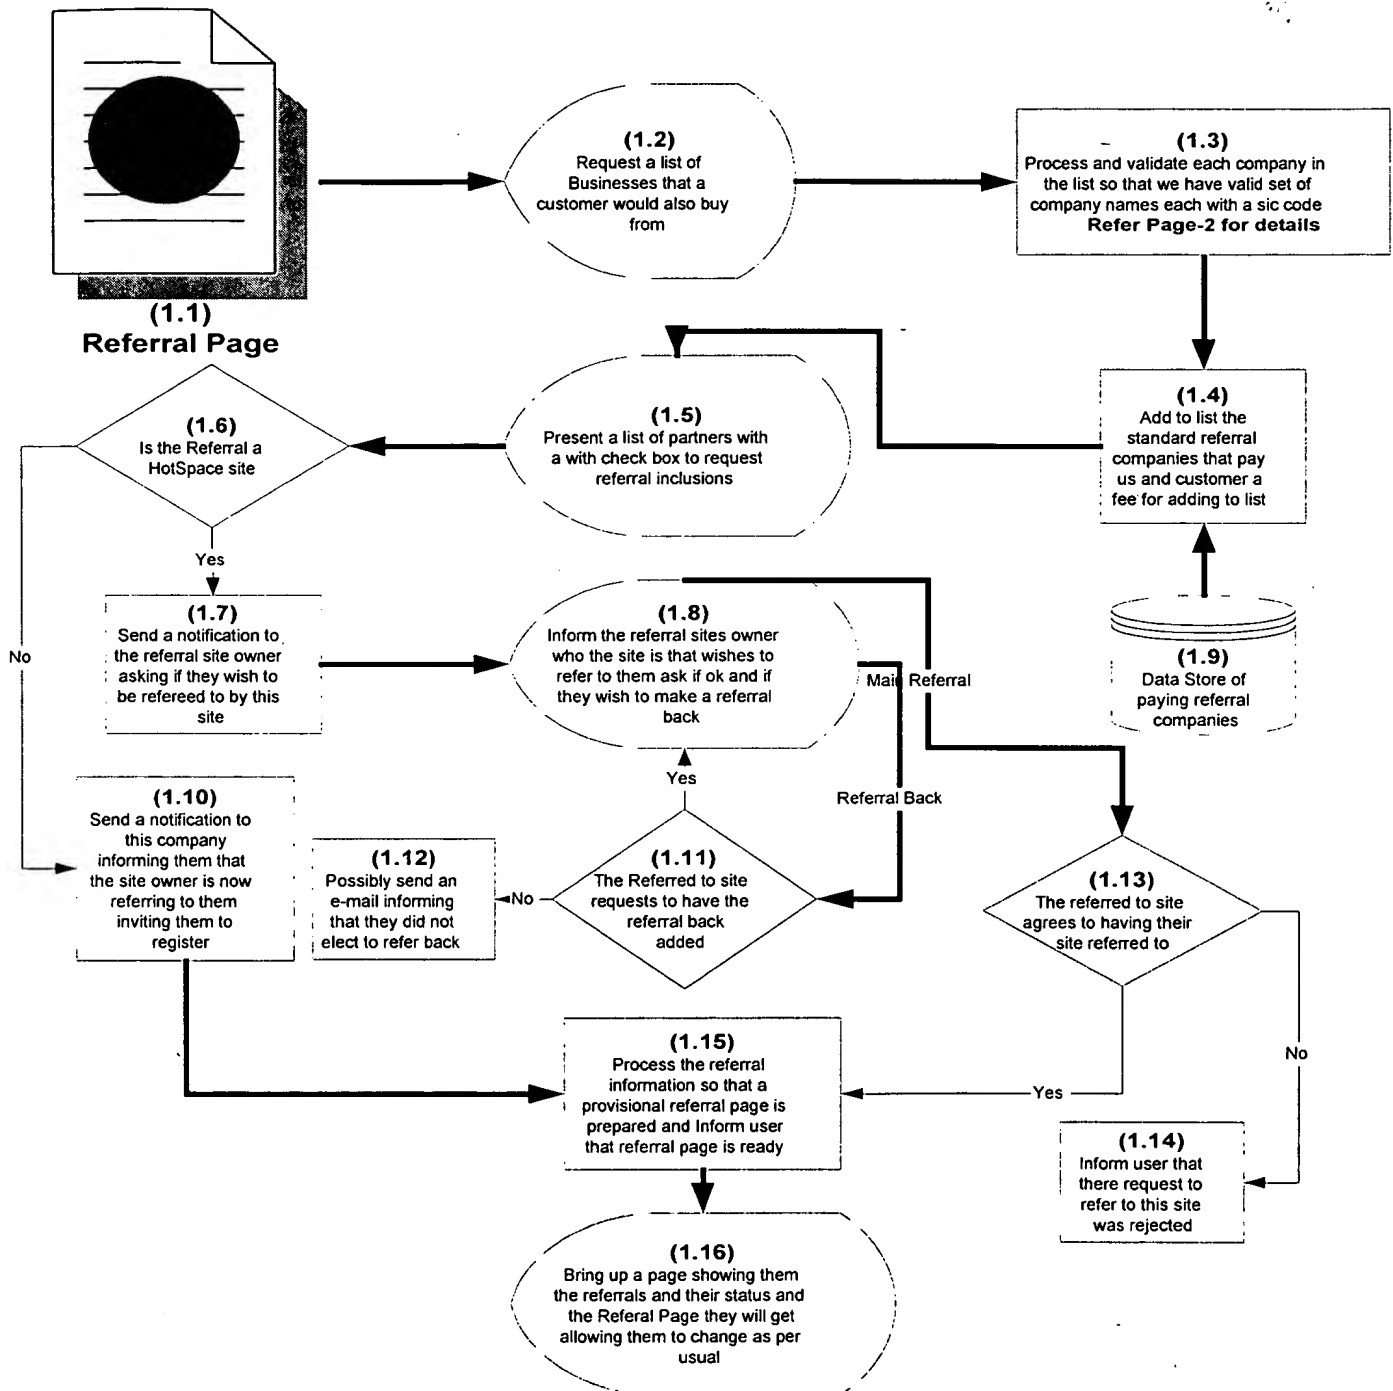 (1.1)
Referral Page
(1.2)
Request a list of
Businesses that a
customer would also buy
from
(1.3)
Process and validate each company in
the list so that we have valid set of
company names each with a sic code
Refer Page-2 for details
(1.4)
Add to list the
standard referral
companies that pay
us and customer a
fee for adding to list
(1.5)
Present a list of partners with
a with check box to request
referral inclusions
(1.6)
Is the Referral a
HotSpace site
Yes
No
(1.7)
Send a notification to
the referral site owner
asking if they wish to
be refereed to by this
site
(1.8)
Inform the referral sites owner
who the site is that wishes to
refer to them ask if ok and if
they wish to make a referral
back
Main Referral
Referral Back
(1.9)
Data Store of
paying referral
companies
(1.10)
Send a notification to
this company
informing them that
the site owner is now
referring to them
inviting them to
register
(1.11)
The Referred to site
requests to have the
referral back
added
Yes
No
(1.12)
Possibly send an
e-mail informing
that they did not
elect to refer back
(1.13)
The referred to site
agrees to having their
site referred to
Yes
No
(1.14)
Inform user that
there request to
refer to this site
was rejected
(1.15)
Process the referral
information so that a
provisional referral page is
prepared and Inform user
that referral page is ready
(1.16)
Bring up a page showing them
the referrals and their status and
the Referal Page they will get
allowing them to change as per
usual